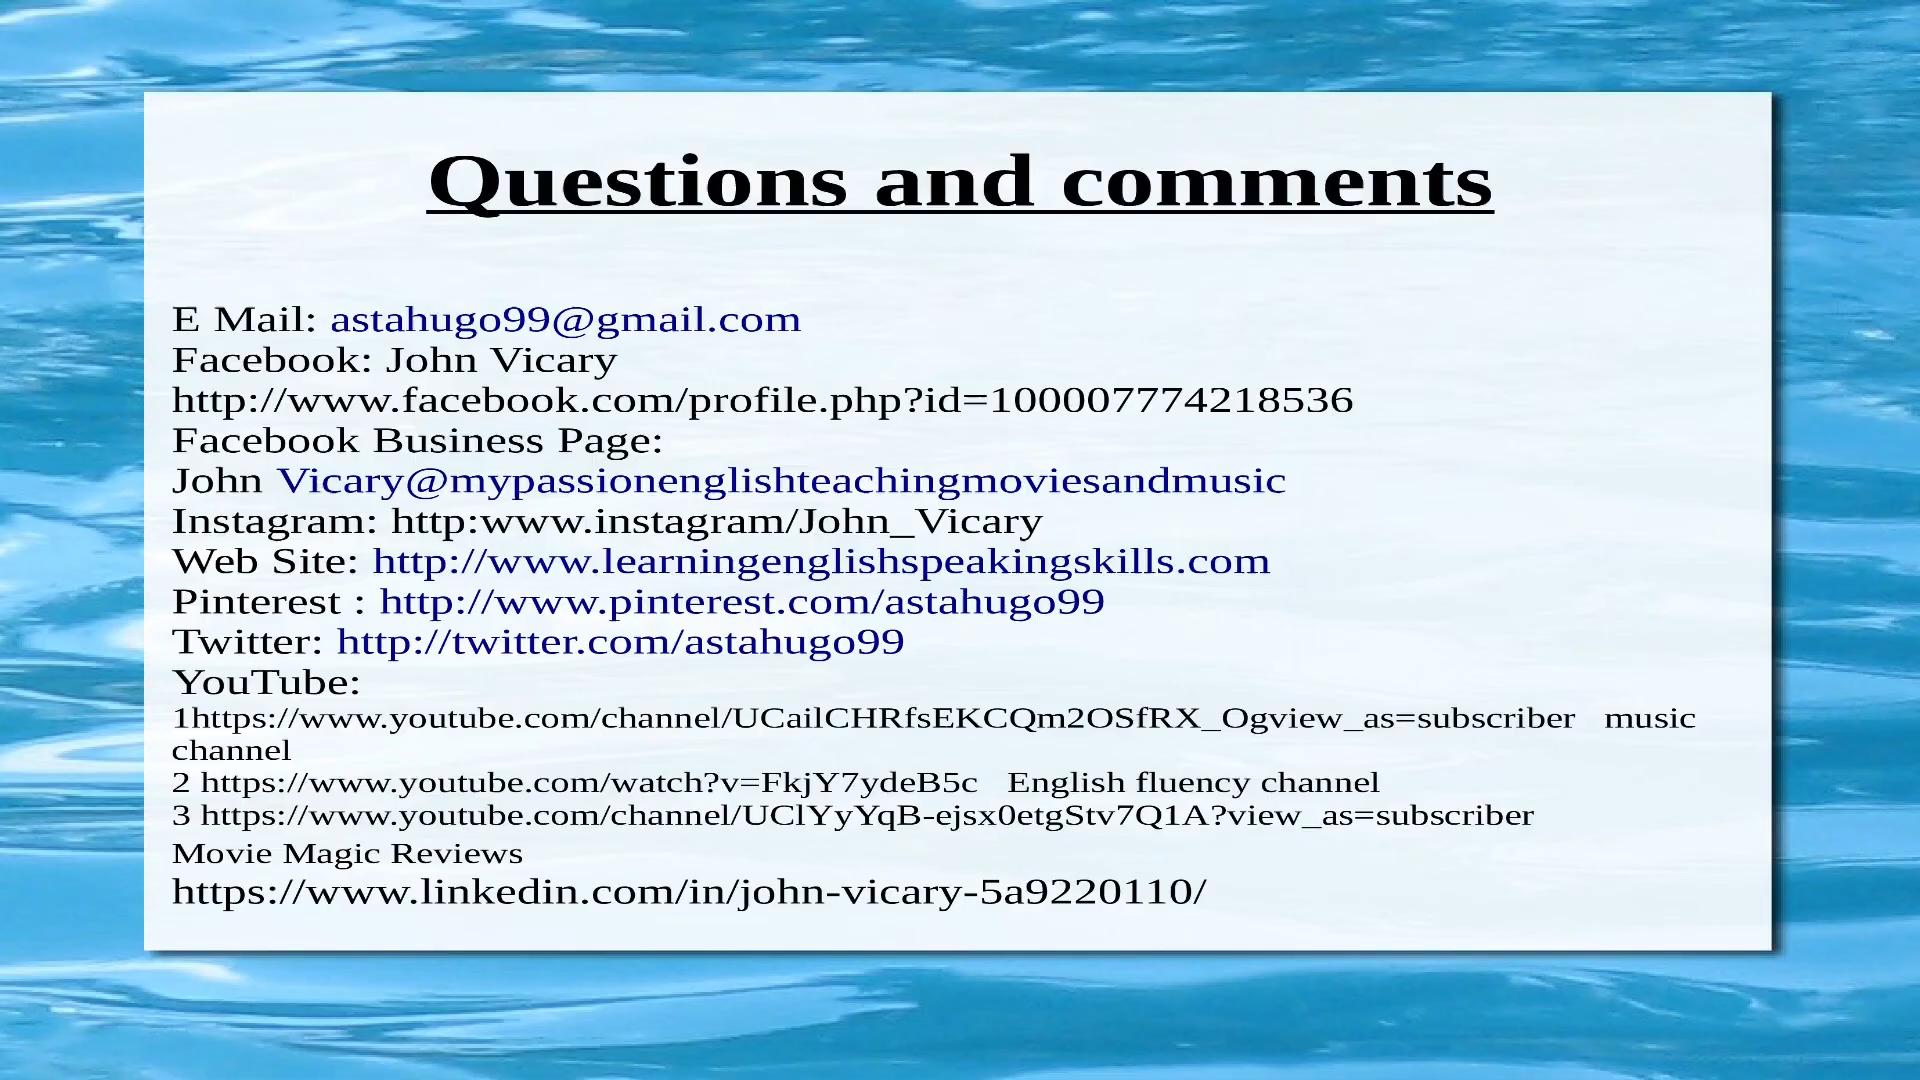 Questions and comments
E Mail: astahugo99@gmail.com
Facebook: John Vicary
http://www.facebook.com/profile.php?id=100007774218536
Facebook Business Page:
John Vicary@mypassionenglishteachingmoviesandmusic
Instagram: http:www.instagram/John_Vicary
Web Site: http://www.learningenglishspeakingskills.com
Pinterest : http://www.pinterest.com/astahugo99
Twitter: http://twitter.com/astahugo99
YouTube:
1https://www.youtube.com/channel/UCailCHRfsEKCQm2OSfRX_Ogview_as=subscriber music
channel
2 https://www.youtube.com/watch?v=FkjY7ydeB5c English fluency channel
3 https://www.youtube.com/channel/UClYyYqB-ejsx0etgStv7Q1A?view_as=subscriber
Movie Magic Reviews
https://www.linkedin.com/in/john-vicary-5a9220110/